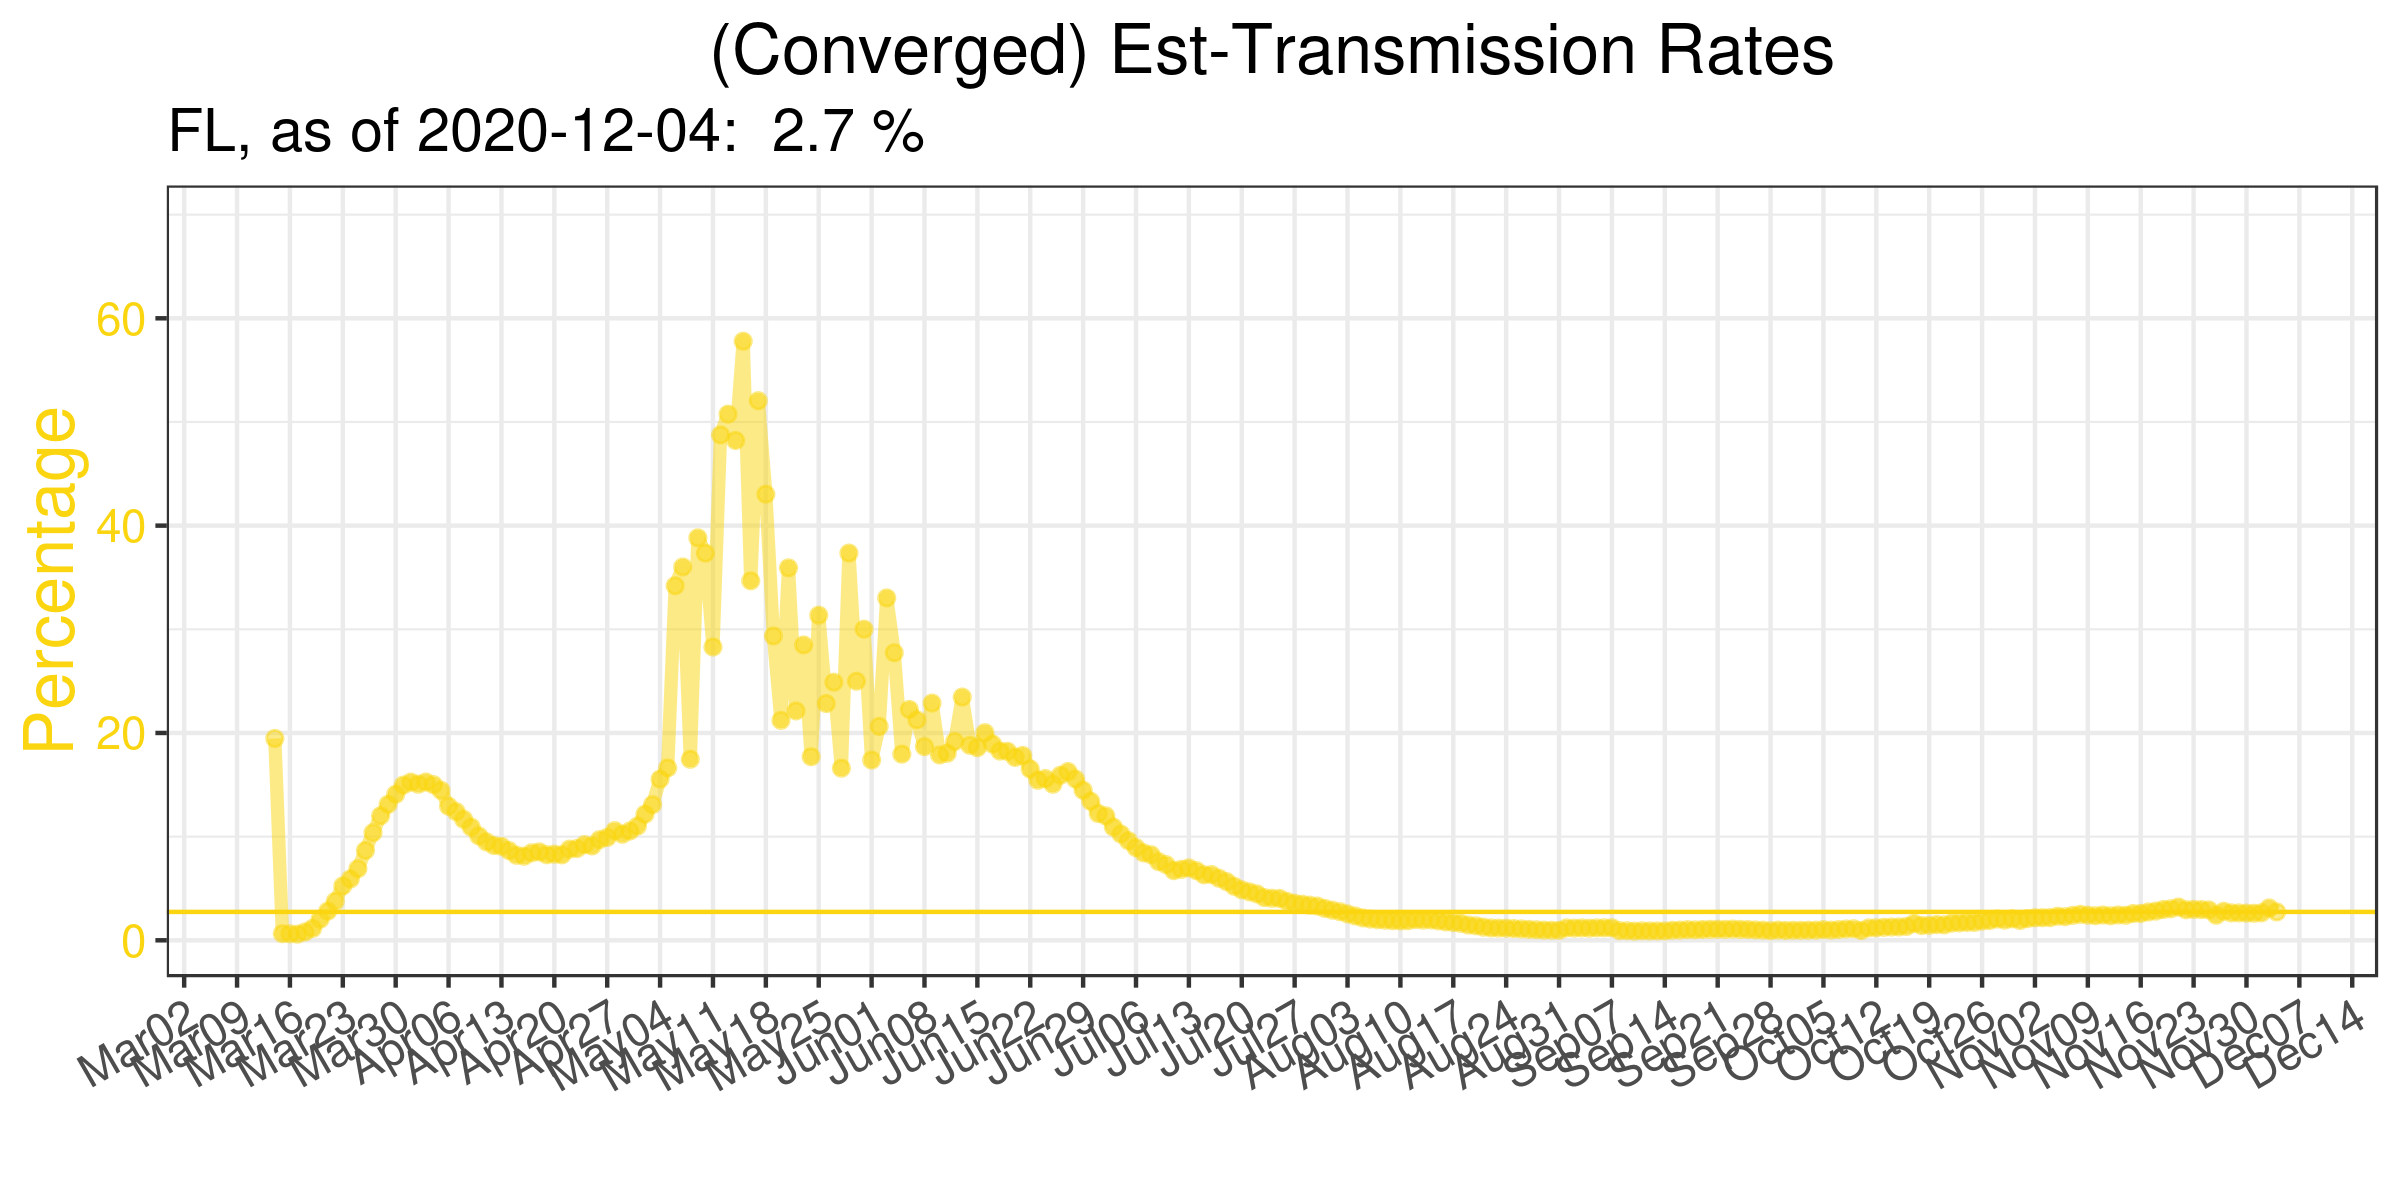 (Converged) Est-Transmission Rates
FL, as of 2020-12-04:  2.7 %
Percentage
60
40
20
0
Mar02
Mar09
Mar16
Mar23
Mar30
Apr06
Apr13
Apr20
Apr27
May04
May11
May18
May25
Jun01
Jun08
Jun15
Jun22
Jun29
Jul06
Jul13
Jul20
Jul27
Aug03
Aug10
Aug17
Aug24
Aug31
Sep07
Sep14
Sep21
Sep28
Oct05
Oct12
Oct19
Oct26
Nov02
Nov09
Nov16
Nov23
Nov30
Dec07
Dec14